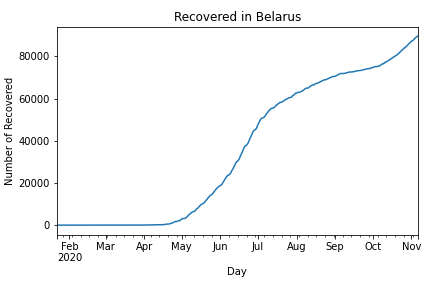 Recovered in Belarus
Number of Recovered
80000
60000
40000
20000
0
Feb Mar Apr May Jun Jul Aug Sep Oct Nov
2020
Day